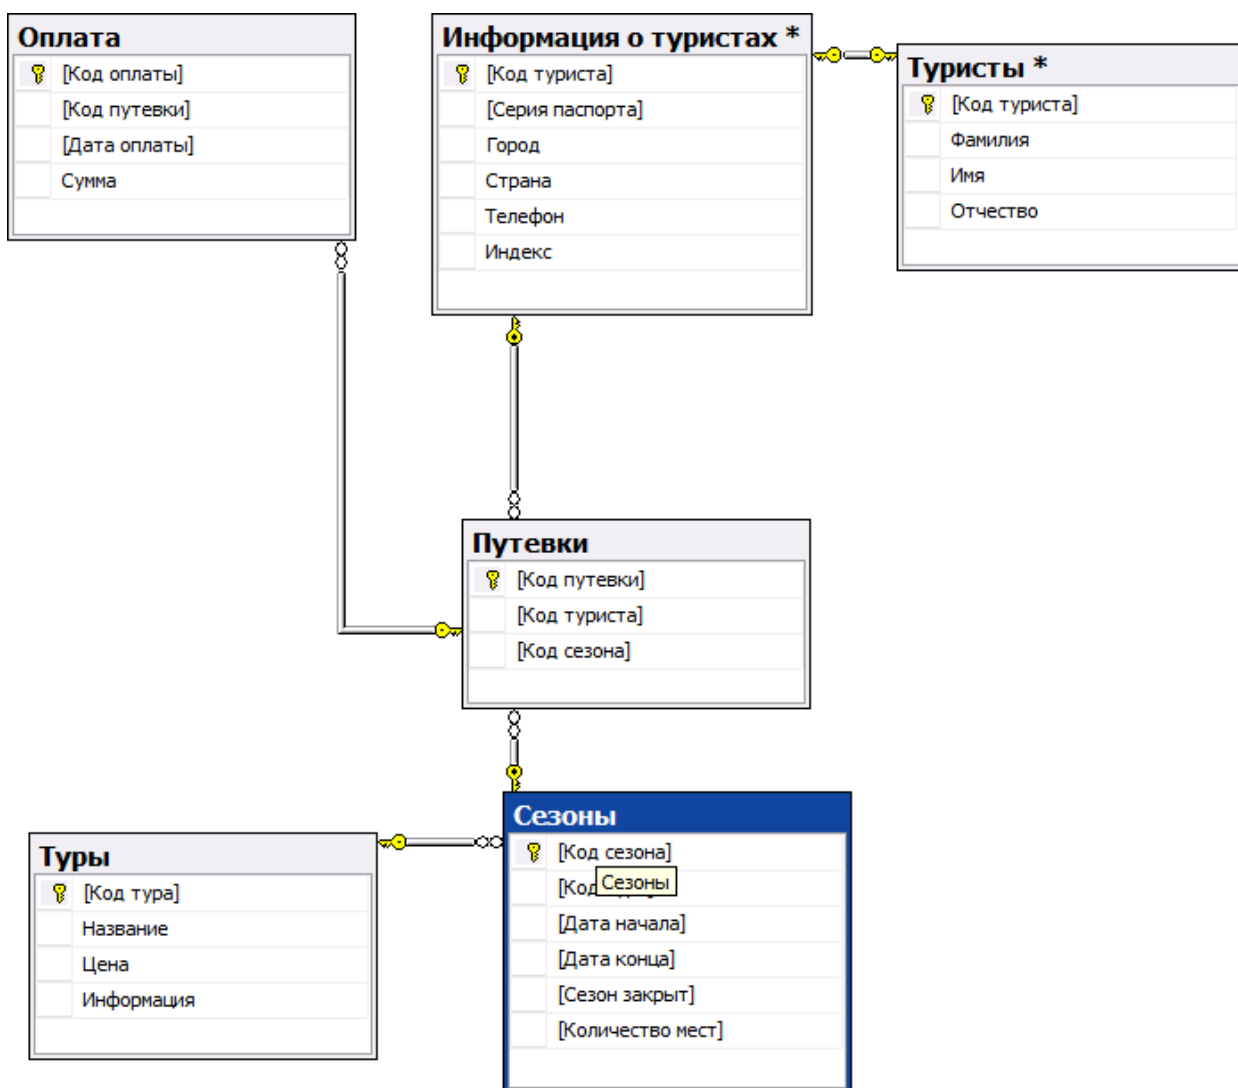 Оплата
[Код оплаты]
[Код путевки]
[Дата оплаты]
Сумма
Информация о туристах *
[Код туриста]
[Серия паспорта]
Город
Страна
Телефон
Индекс
Туристы *
[Код туриста]
Фамилия
Имя
Отчество
Путевки
[Код путевки]
[Код туриста]
[Код сезона]
Туры
[Код тура]
Название
Цена
Информация
Сезоны
[Код сезона]
[Код
Сезоны
[Дата начала]
[Дата конца]
[Сезон закрыт]
[Количество мест]